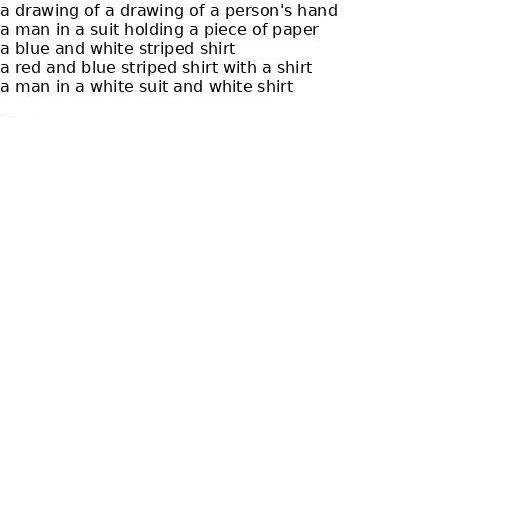 a drawing of a drawing of a person's hand
a man in a suit holding a piece of paper
a blue and white striped shirt
a red and blue striped shirt with a shirt
a man in a white suit and white shirt